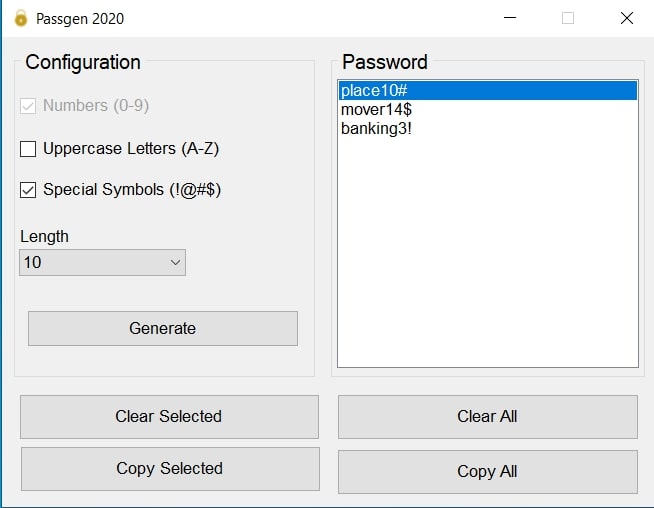 Passgen 2020
Configuration
Numbers (0-9)
Uppercase Letters (A-Z)
Special Symbols (!@#$)
Length
10
Generate
Password
place10#
mover14$
banking3!
Clear Selected
Clear All
Copy Selected
Copy All